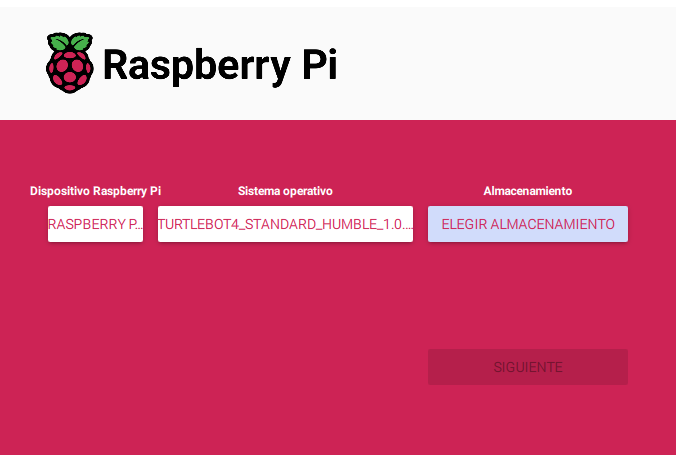 Raspberry Pi
Dispositivo Raspberry Pi
Sistema operativo
Almacenamiento
RASPBERRY P...
TURTLEBOT4_STANDARD_HUMBLE_1.0....
ELEGIR ALMACENAMIENTO
SIGUIENTE